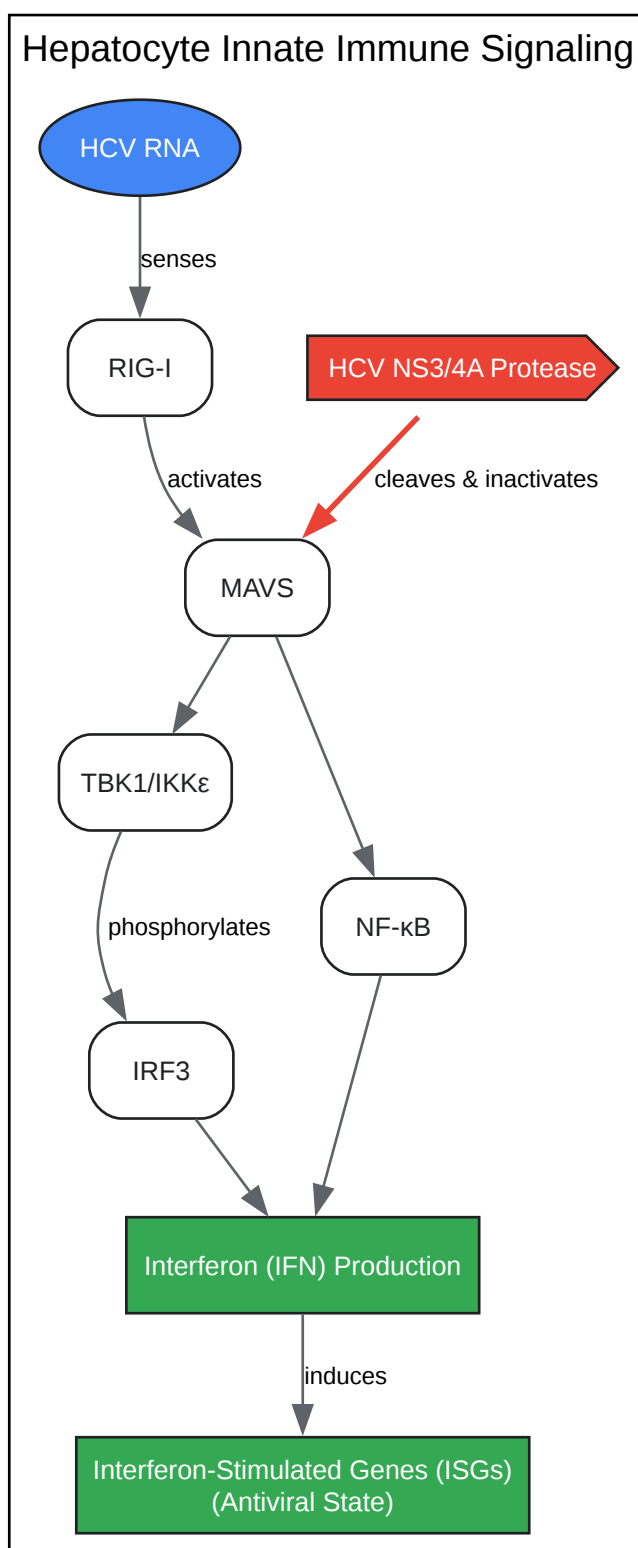 Hepatocyte Innate Immune Signaling
HCV RNA
senses
RIG-I
HCV NS3/4A Protease
activates
cleaves & inactivates
MAVS
TBK1/IKKε
phosphorylates
NF-κB
IRF3
Interferon (IFN) Production
induces
Interferon-Stimulated Genes (ISGs)
(Antiviral State)